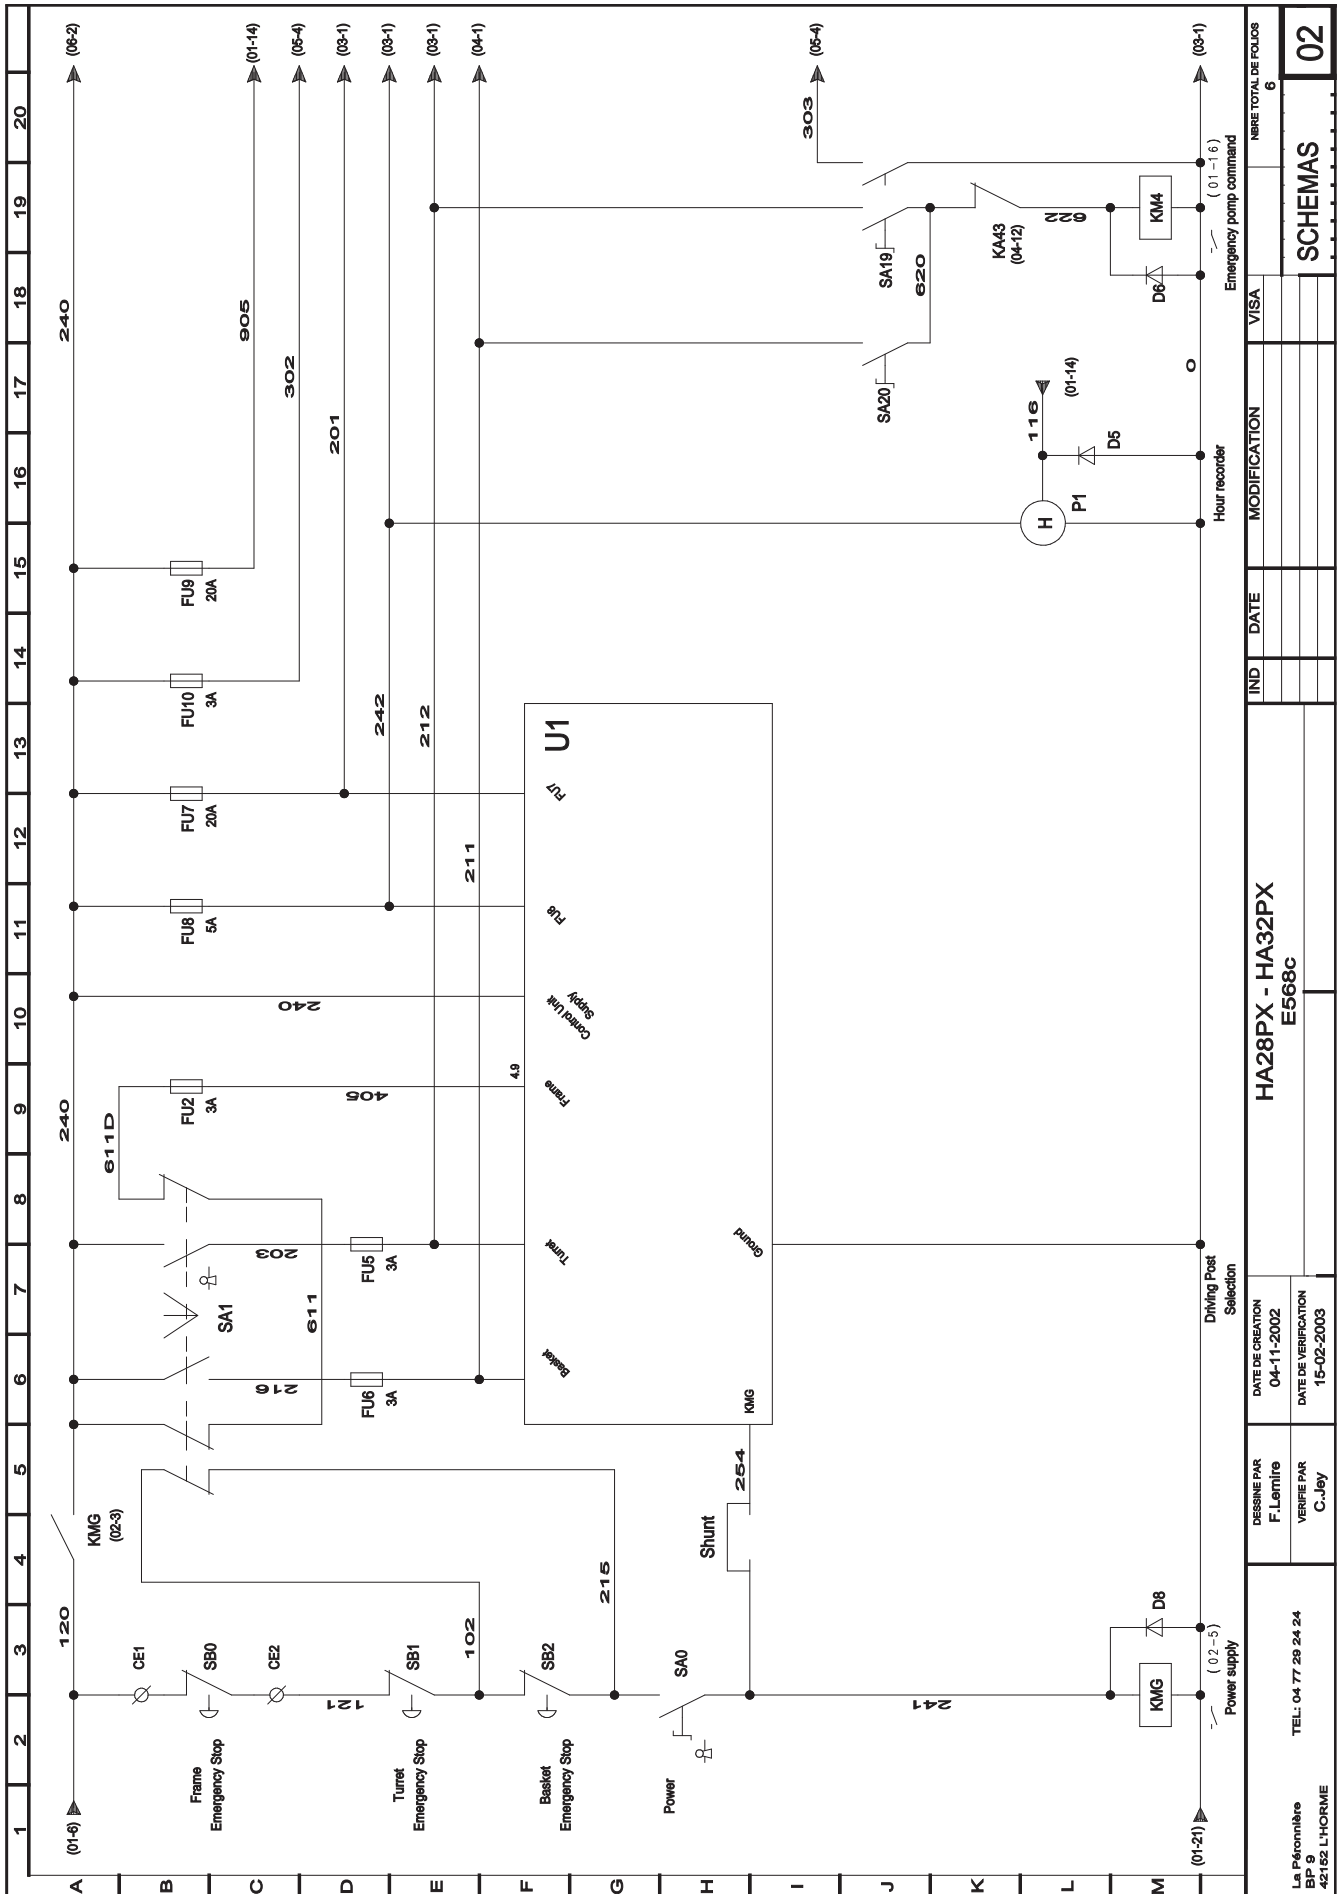 1 2 3 4 5 6 7 8 9 10 11 12 13 14 15 16 17 18 19 20
A
B
C
D
E
F
G
H
I
J
K
L
M
(01-6)
120
KMG
(02-3)
240
240
(06-2)
905
(01-14)
302
(05-4)
201
(03-1)
242
(03-1)
212
(03-1)
211
(04-1)
303
(05-4)
CE1
SB0
Frame
Emergency Stop
CE2
121
SB1
Turret
Emergency Stop
102
SB2
Basket
Emergency Stop
215
SA0
Power
241
KMG
D8
(02-5)
Power supply
Shunt
254
SA1
611
611D
216
203
FU6
3A
FU5
3A
FU2
3A
405
240
FU8
5A
FU7
20A
FU10
3A
FU9
20A
U1
Basket
Turret
Frame
4.9
Control Unit
Supply
FU8
FU7
KMG
Ground
Driving Post
Selection
H
P1
116
(01-14)
D5
Hour recorder
SA20
SA19
620
KA43
(04-12)
622
KM4
D6
(01-16)
Emergency pomp command
0
(01-21)
(03-1)
La Péronnière
BP 9
42152 L'HORME
TEL: 04 77 29 24 24
DESSINE PAR
F.Lemire
VERIFIE PAR
C.Jey
DATE DE CREATION
04-11-2002
DATE DE VERIFICATION
15-02-2003
HA28PX - HA32PX
E568c
IND
DATE
MODIFICATION
VISA
SCHEMAS
NBRE TOTAL DE FOLIOS
6
02